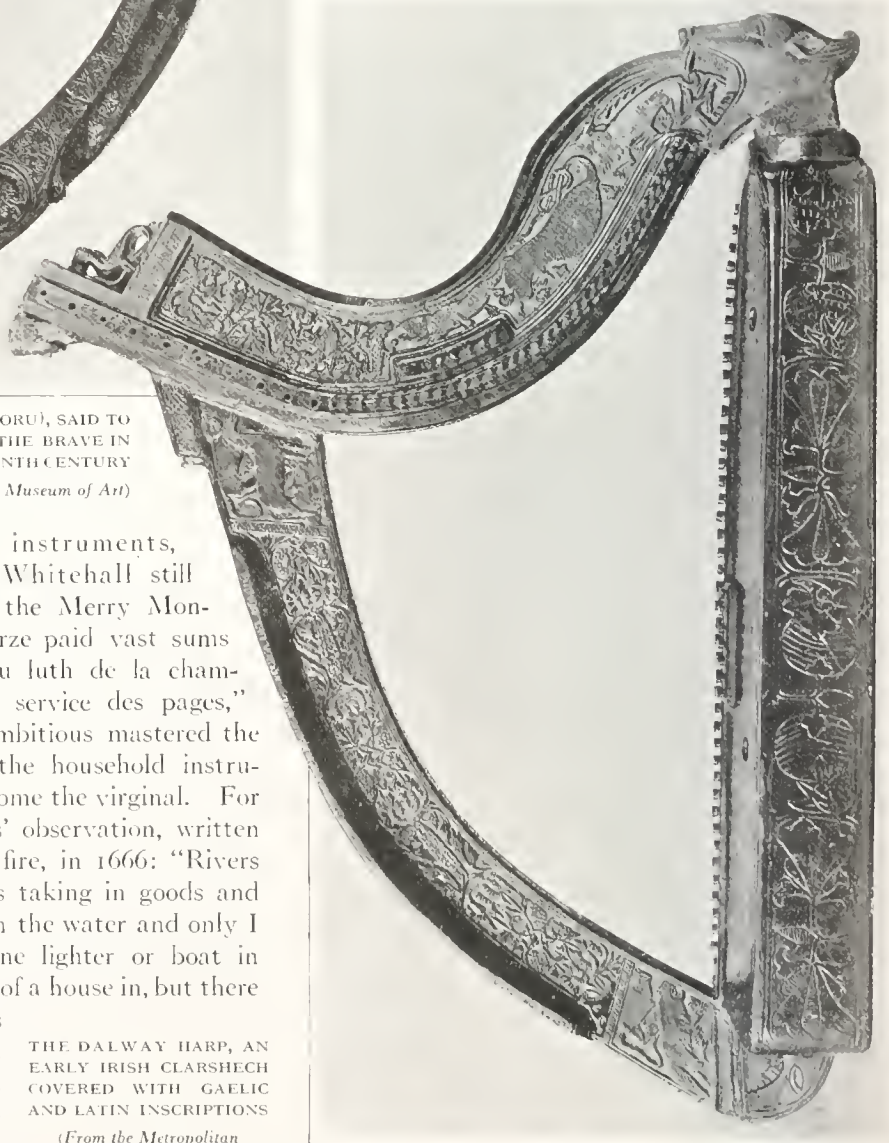 ORU), SAID TO
THE BRAVE IN
NTH CENTURY
Museum of Art)
instruments,
Whitehall still
the Merry Mon-
rze paid vast sums
u luth de la cham-
service des pages,"
mbitious mastered the
the household instru-
ome the virginal. For
s' observation, written
fire, in 1666: "Rivers
s taking in goods and
n the water and only I
ne lighter or boat in
of a house in, but there
s
THE DALWAY HARP, AN
EARLY IRISH CLARSHECH
COVERED WITH GAELIC
AND LATIN INSCRIPTIONS
(From the Metropolitan